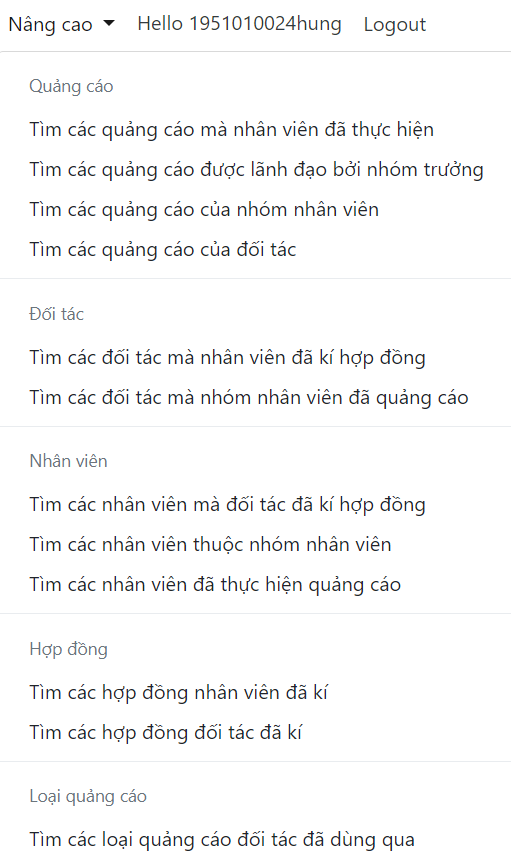 Nâng cao Hello 1951010024hung Logout
Quảng cáo
Tìm các quảng cáo mà nhân viên đã thực hiện
Tìm các quảng cáo được lãnh đạo bởi nhóm trưởng
Tìm các quảng cáo của nhóm nhân viên
Tìm các quảng cáo của đối tác
Đối tác
Tìm các đối tác mà nhân viên đã kí hợp đồng
Tìm các đối tác mà nhóm nhân viên đã quảng cáo
Nhân viên
Tìm các nhân viên mà đối tác đã kí hợp đồng
Tìm các nhân viên thuộc nhóm nhân viên
Tìm các nhân viên đã thực hiện quảng cáo
Hợp đồng
Tìm các hợp đồng nhân viên đã kí
Tìm các hợp đồng đối tác đã kí
Loại quảng cáo
Tìm các loại quảng cáo đối tác đã dùng qua